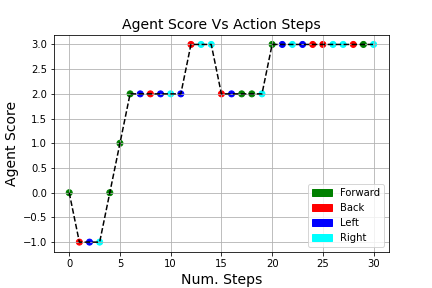 Agent Score Vs Action Steps
Agent Score
3.0
2.5
2.0
1.5
1.0
0.5
0.0
−0.5
−1.0
Forward
Back
Left
Right
0 5 10 15 20 25 30
Num. Steps